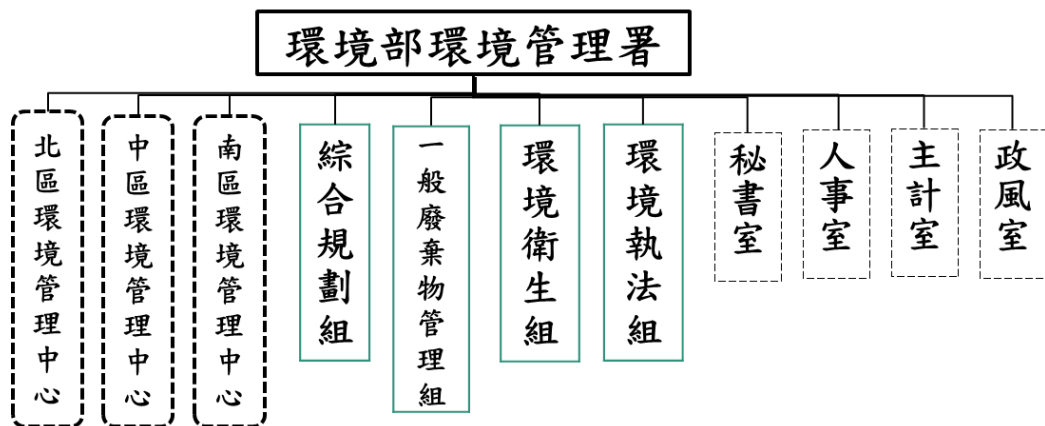 環境部環境管理署
北區環境管理中心
中區環境管理中心
南區環境管理中心
綜合規劃組
一般廢棄物管理組
環境衛生組
環境執法組
秘書室
人事室
主計室
政風室